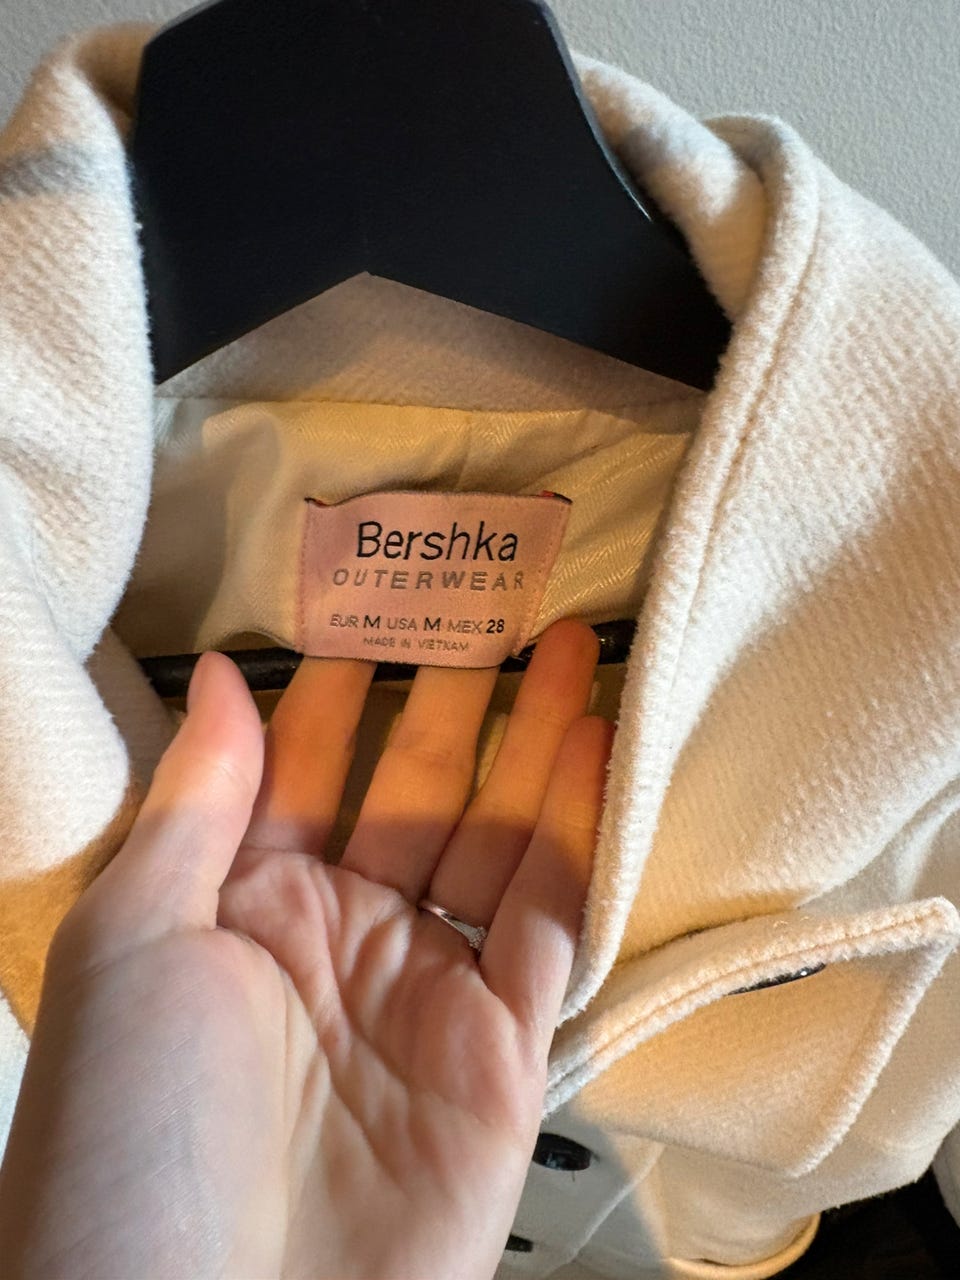 Bershka
OUTERWEAR
EUR M USA M MEX 28
MADE IN VIETNAM